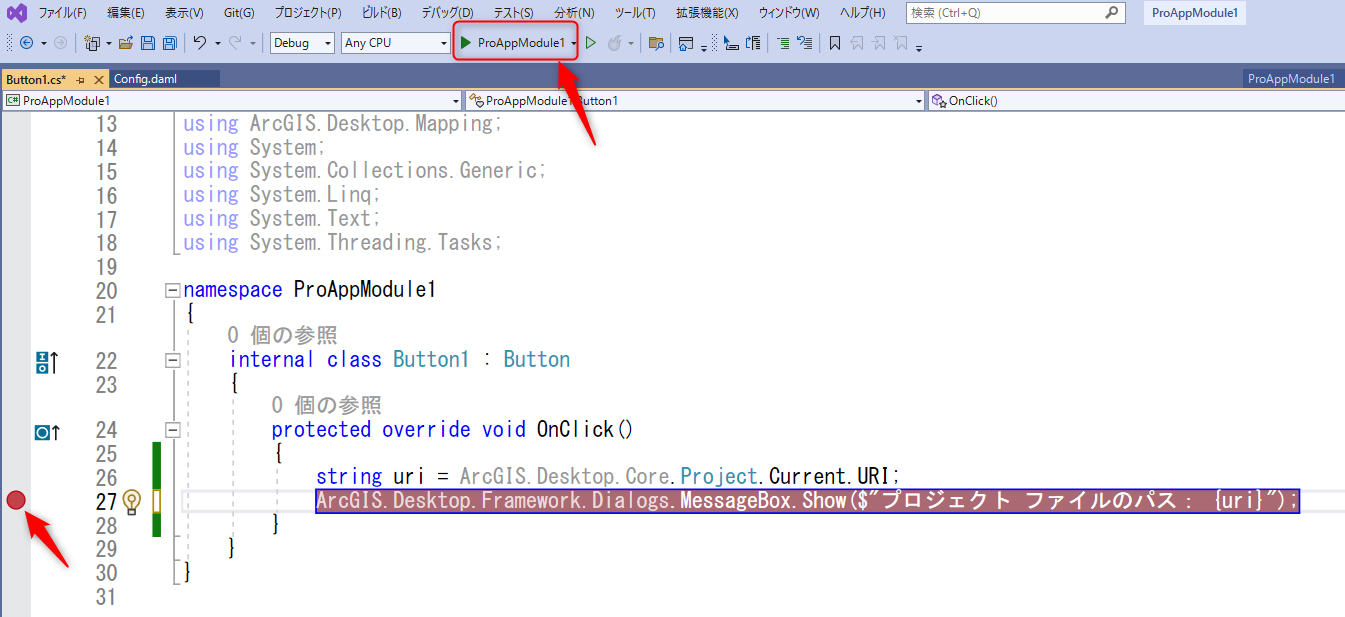 ファイル(F) 編集(E) 表示(V) Git(G) プロジェクト(P) ビルド(B) デバッグ(D) テスト(S) 分析(N) ツール(T) 拡張機能(X) ウィンドウ(W) ヘルプ(H) 検索 (Ctrl+Q) ProAppModule1
Debug Any CPU ProAppModule1
Button1.cs* Config.daml ProAppModule1
C# ProAppModule1 ProAppModule1.Button1 OnClick()
13 using ArcGIS.Desktop.Mapping;
14 using System;
15 using System.Collections.Generic;
16 using System.Linq;
17 using System.Text;
18 using System.Threading.Tasks;
19
20 namespace ProAppModule1
21 {
0 個の参照
22 internal class Button1 : Button
23 {
0 個の参照
24 protected override void OnClick()
25 {
26 string uri = ArcGIS.Desktop.Core.Project.Current.URI;
27 ArcGIS.Desktop.Framework.Dialogs.MessageBox.Show($"プロジェクト ファイルのパス： {uri}");
28 }
29 }
30 }
31